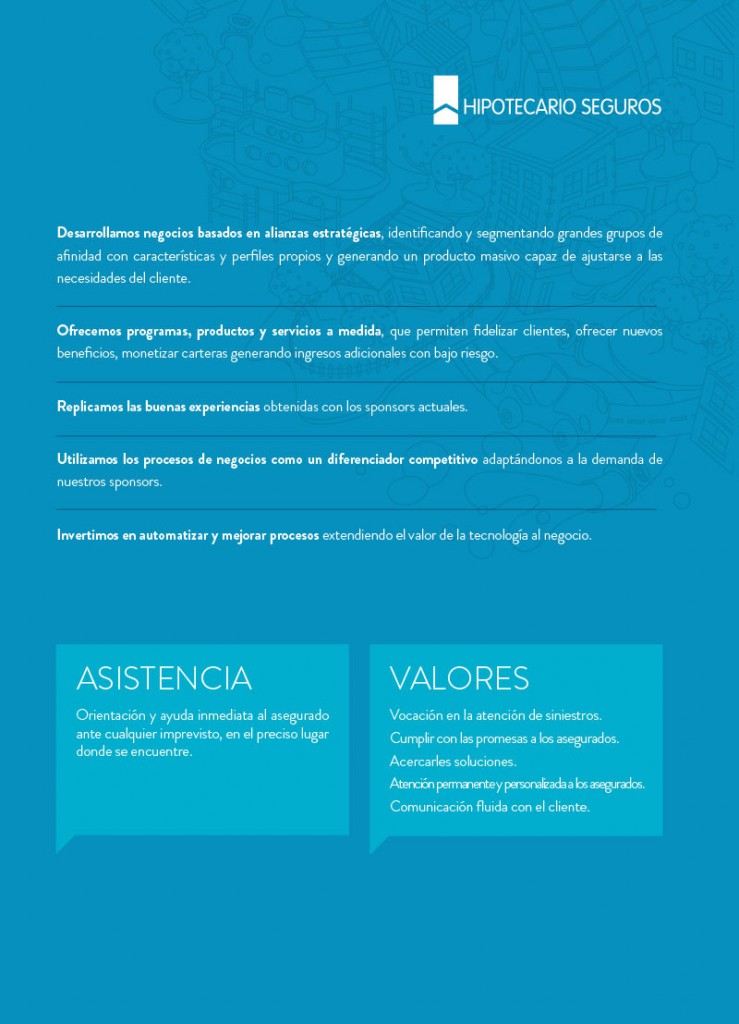 HIPOTECARIO SEGUROS
Desarrollamos negocios basados en alianzas estratégicas, identificando y segmentando grandes grupos de
afinidad con características y perfiles propios y generando un producto masivo capaz de ajustarse a las
necesidades del cliente.
Ofrecemos programas, productos y servicios a medida, que permiten fidelizar clientes, ofrecer nuevos
beneficios, monetizar carteras generando ingresos adicionales con bajo riesgo.
Replicamos las buenas experiencias obtenidas con los sponsors actuales.
Utilizamos los procesos de negocios como un diferenciador competitivo adaptándonos a la demanda de
nuestros sponsors.
Invertimos en automatizar y mejorar procesos extendiendo el valor de la tecnología al negocio.
ASISTENCIA
Orientación y ayuda inmediata al asegurado
ante cualquier imprevisto, en el preciso lugar
donde se encuentre.
VALORES
Vocación en la atención de siniestros.
Cumplir con las promesas a los asegurados.
Acercarles soluciones.
Atención permanente y personalizada a los asegurados.
Comunicación fluida con el cliente.